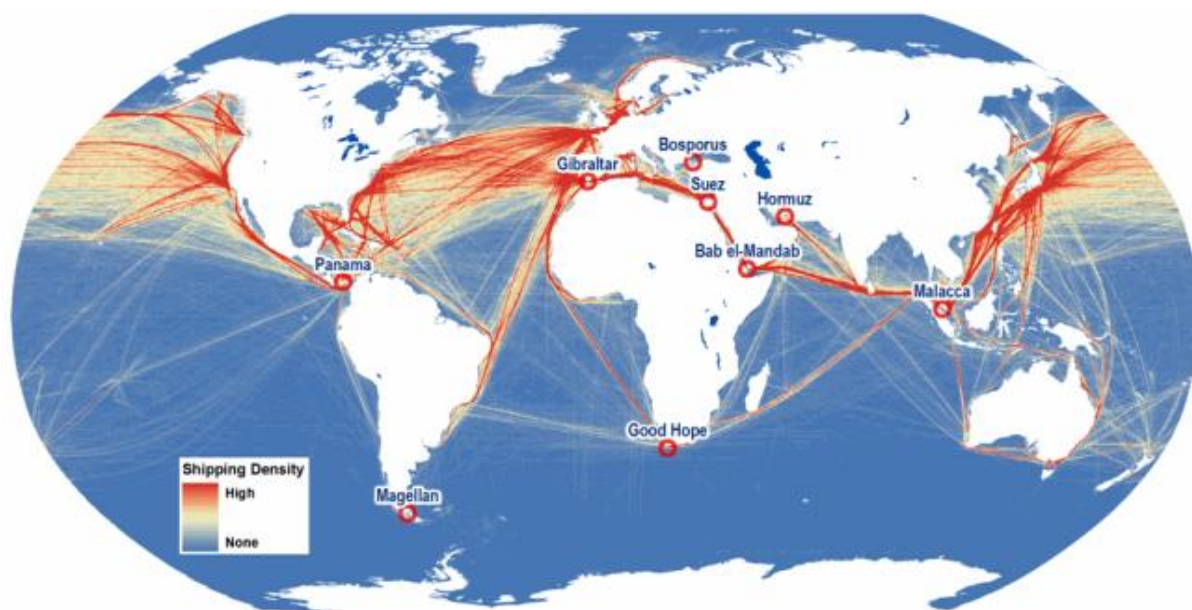 Bosporus
Gibraltar
Suez
Hormuz
Bab el-Mandab
Panama
Malacca
Good Hope
Shipping Density
High
None
Magellan